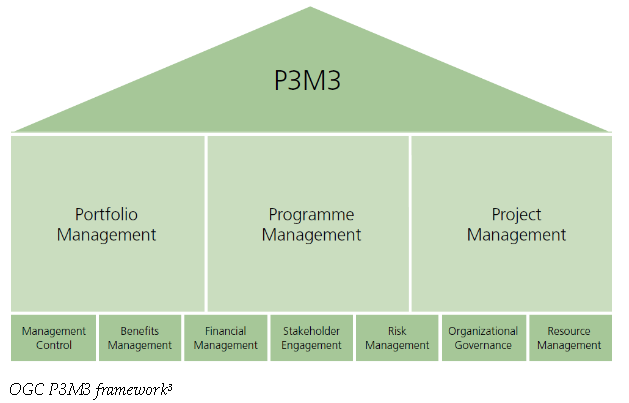 P3M3
Portfolio
Management
Programme
Management
Project
Management
Management
Control
Benefits
Management
Financial
Management
Stakeholder
Engagement
Risk
Management
Organizational
Governance
Resource
Management
OGC P3M3 framework³